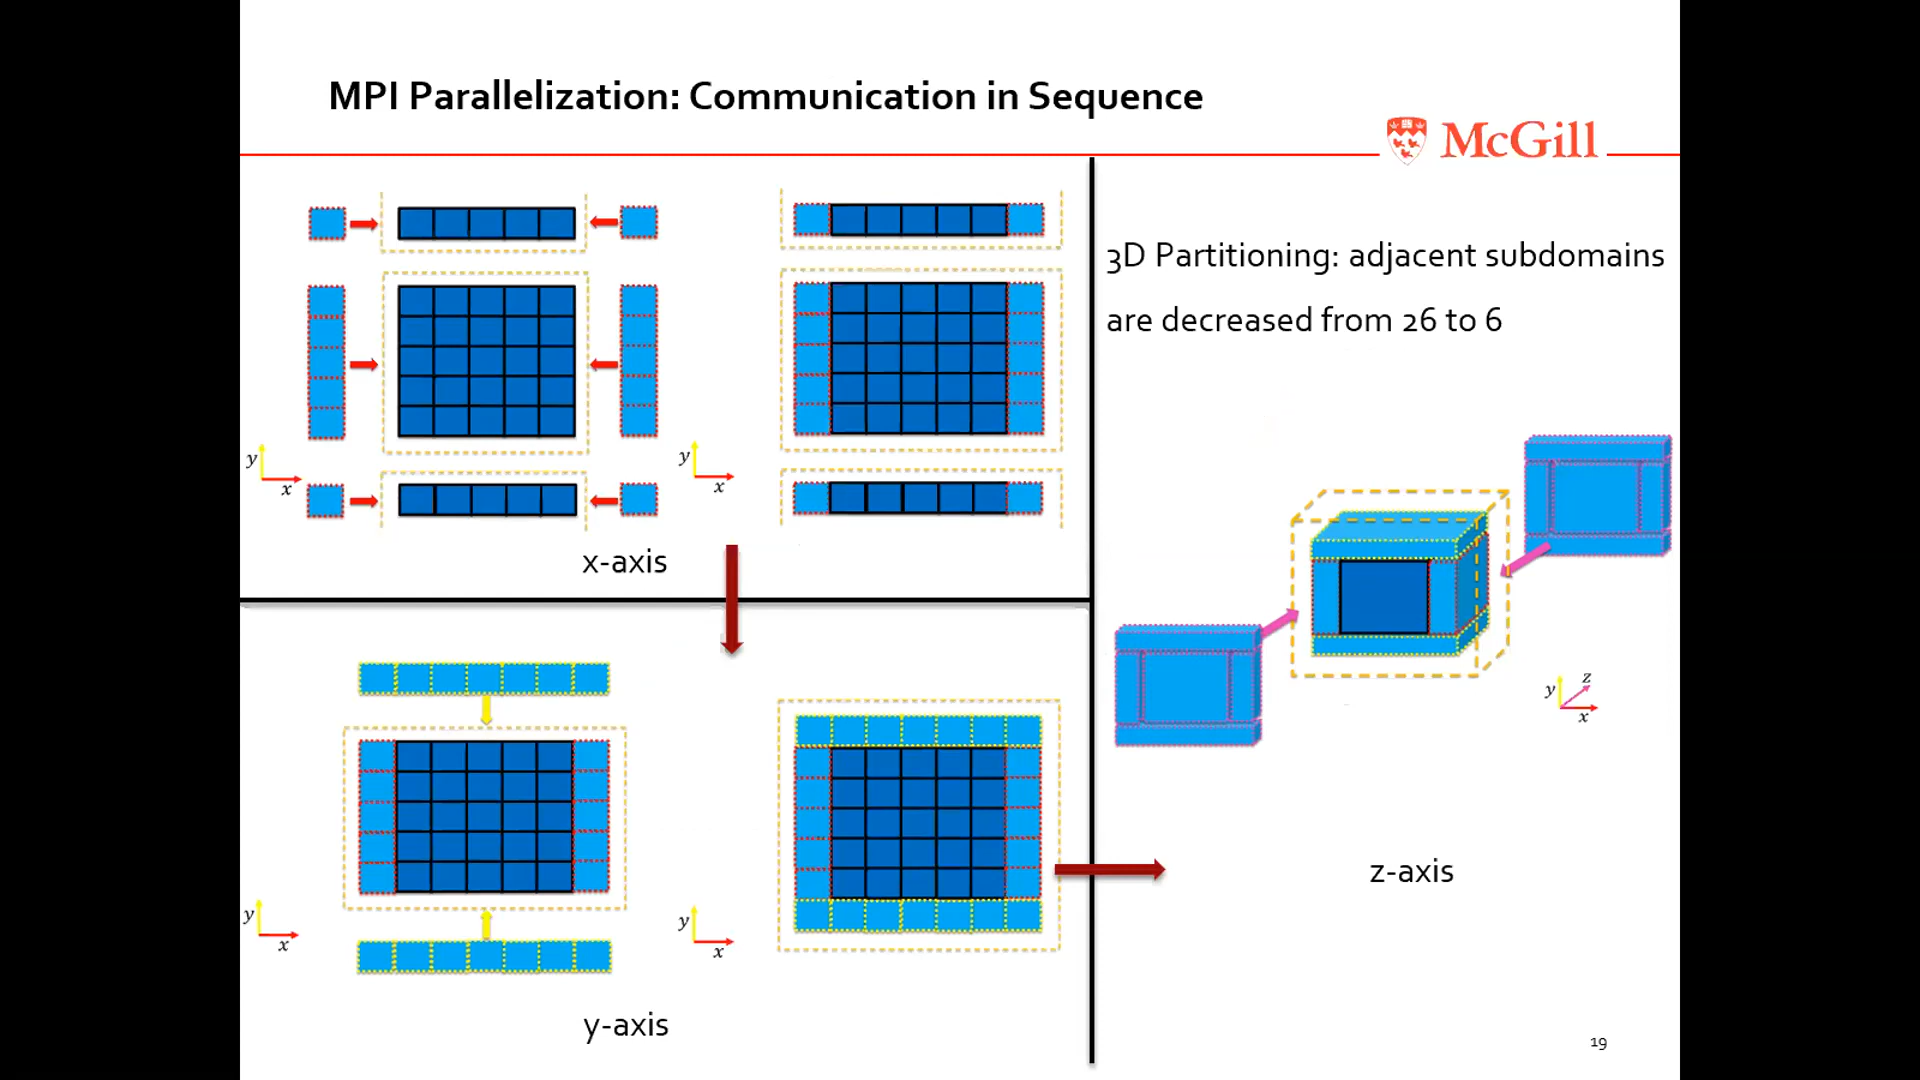 MPI Parallelization: Communication in Sequence
McGill
3D Partitioning: adjacent subdomains
are decreased from 26 to 6
y
x
y
x
x-axis
z
y
x
z-axis
y
x
y
x
y-axis
19